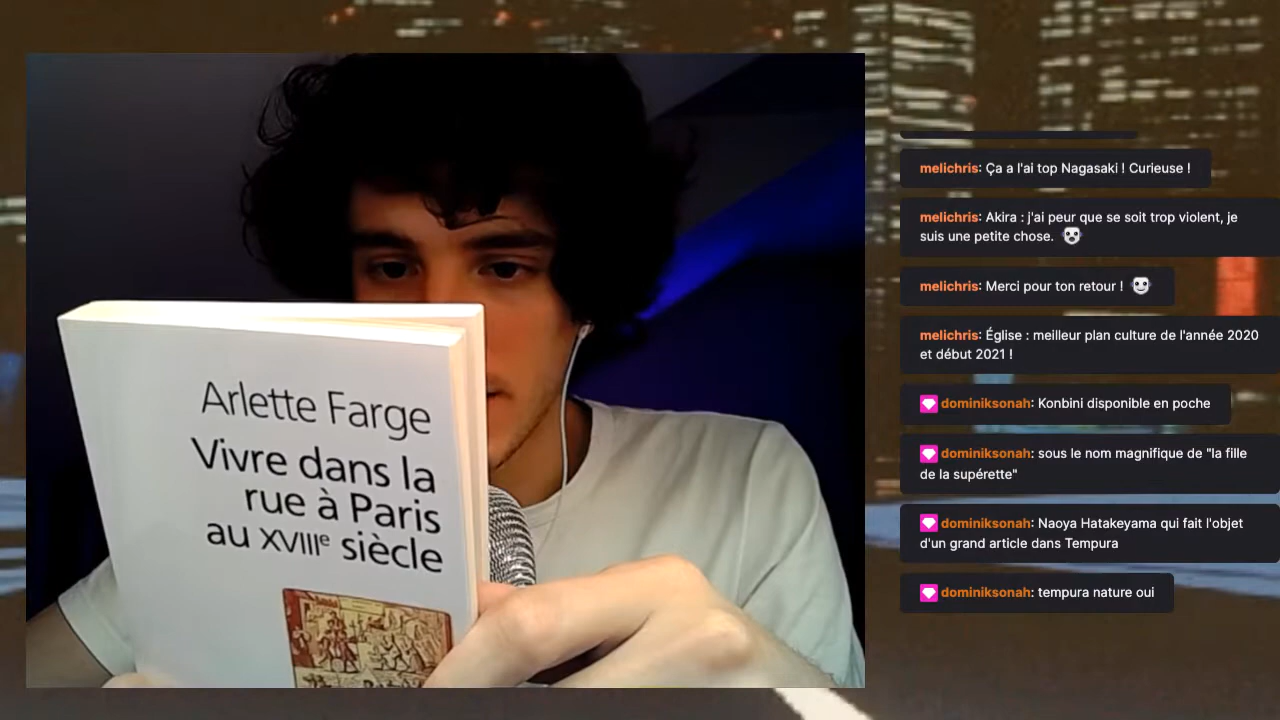 Arlette Farge
Vivre dans la
rue à Paris
au XVIIIe siècle
melichris: Ça a l'ai top Nagasaki ! Curieuse !
melichris: Akira : j'ai peur que se soit trop violent, je
suis une petite chose.
melichris: Merci pour ton retour !
melichris: Église : meilleur plan culture de l'année 2020
et début 2021 !
dominiksonah: Konbini disponible en poche
dominiksonah: sous le nom magnifique de "la fille
de la supérette"
dominiksonah: Naoya Hatakeyama qui fait l'objet
d'un grand article dans Tempura
dominiksonah: tempura nature oui